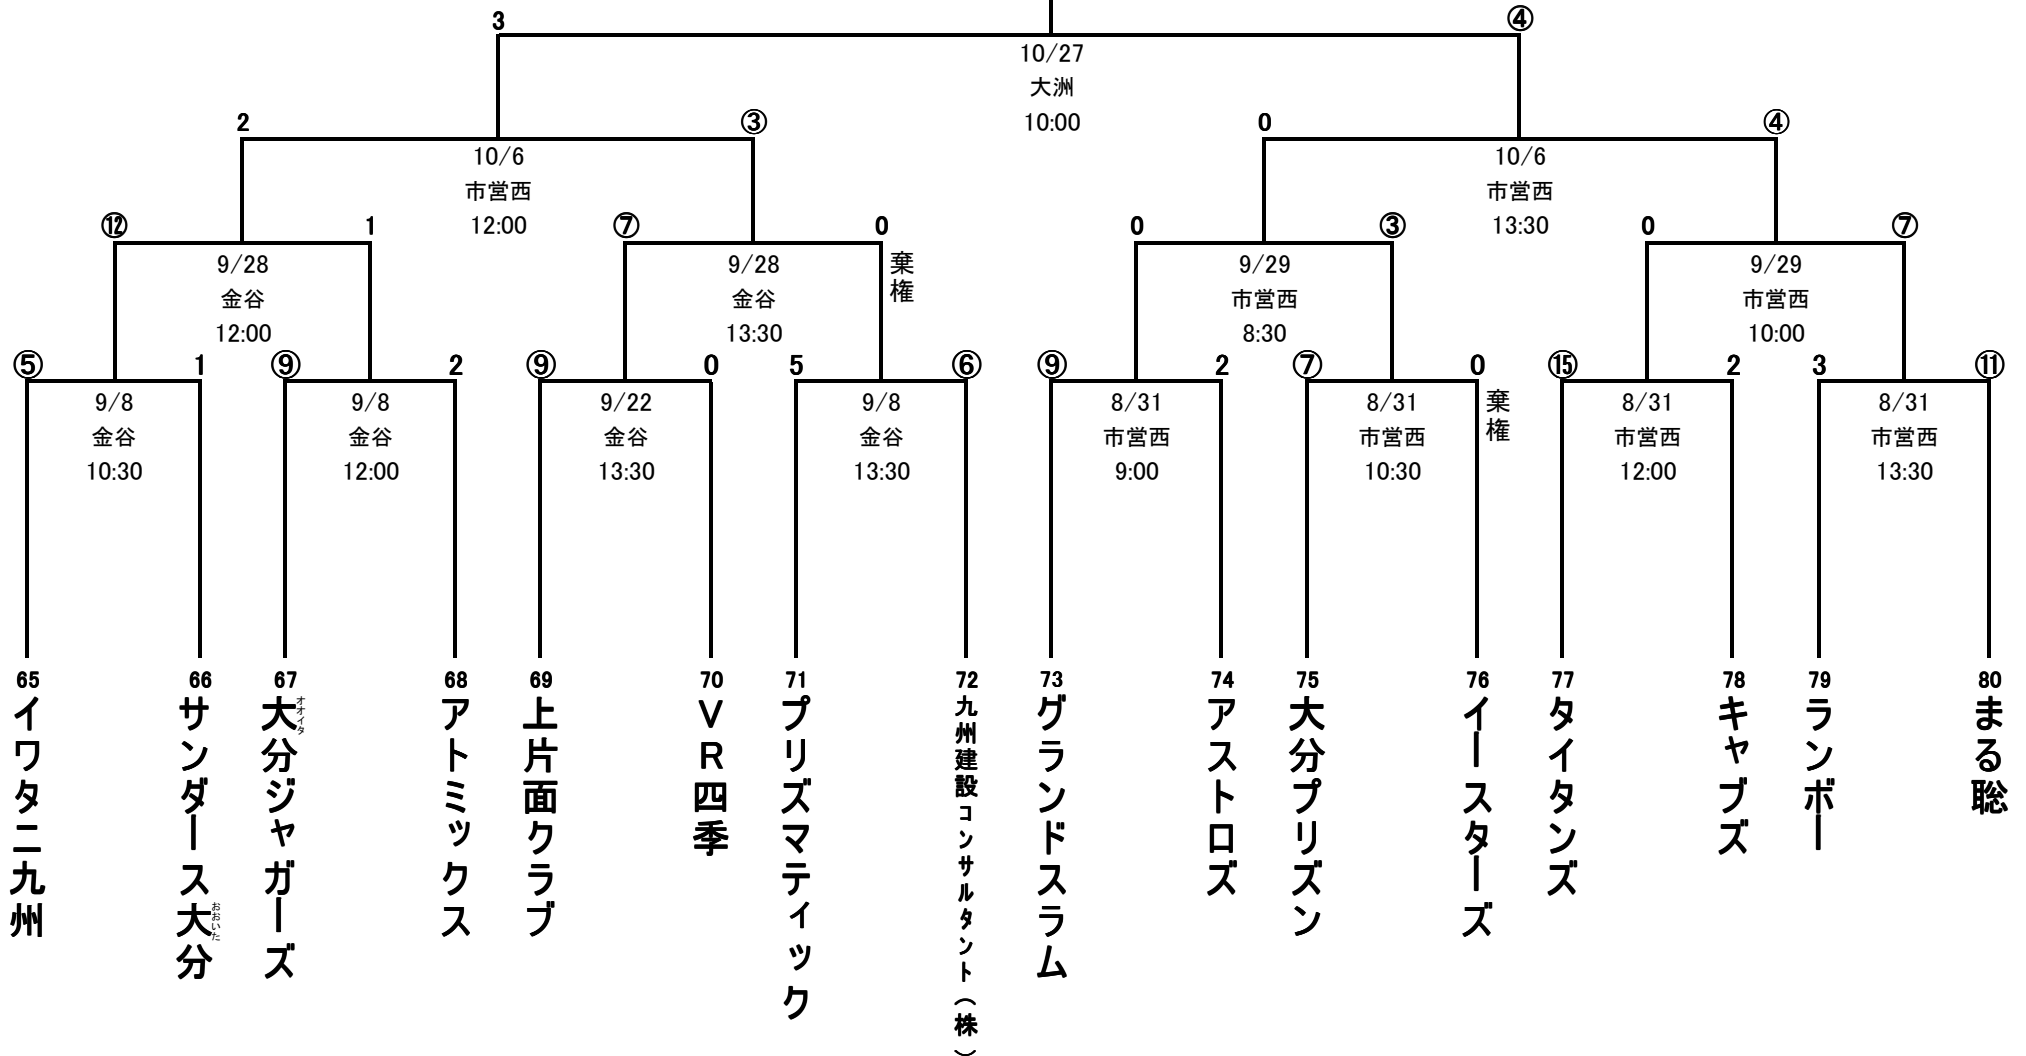 3
④
10/27
大洲
10:00
2
③
10/6
市営西
12:00
0
④
10/6
市営西
13:30
⑫
1
9/28
金谷
12:00
⑦
0
棄権
9/28
金谷
13:30
0
③
9/29
市営西
8:30
0
⑦
9/29
市営西
10:00
⑤
1
9/8
金谷
10:30
⑨
2
9/8
金谷
12:00
⑨
0
9/22
金谷
13:30
5
⑥
9/8
金谷
13:30
⑨
2
8/31
市営西
9:00
⑦
0
棄権
8/31
市営西
10:30
⑮
2
8/31
市営西
12:00
3
⑪
8/31
市営西
13:30
65
イワタニ九州
66
サンダース大分
おおいた
67
大分ジャガーズ
オオイタ
68
アトミックス
69
上片面クラブ
70
VR四季
71
プリズマティック
72
九州建設コンサルタント(株)
73
グランドスラム
74
アストロズ
75
大分プリズン
76
イースターズ
77
タイタンズ
78
キャブズ
79
ランボー
80
まる聡